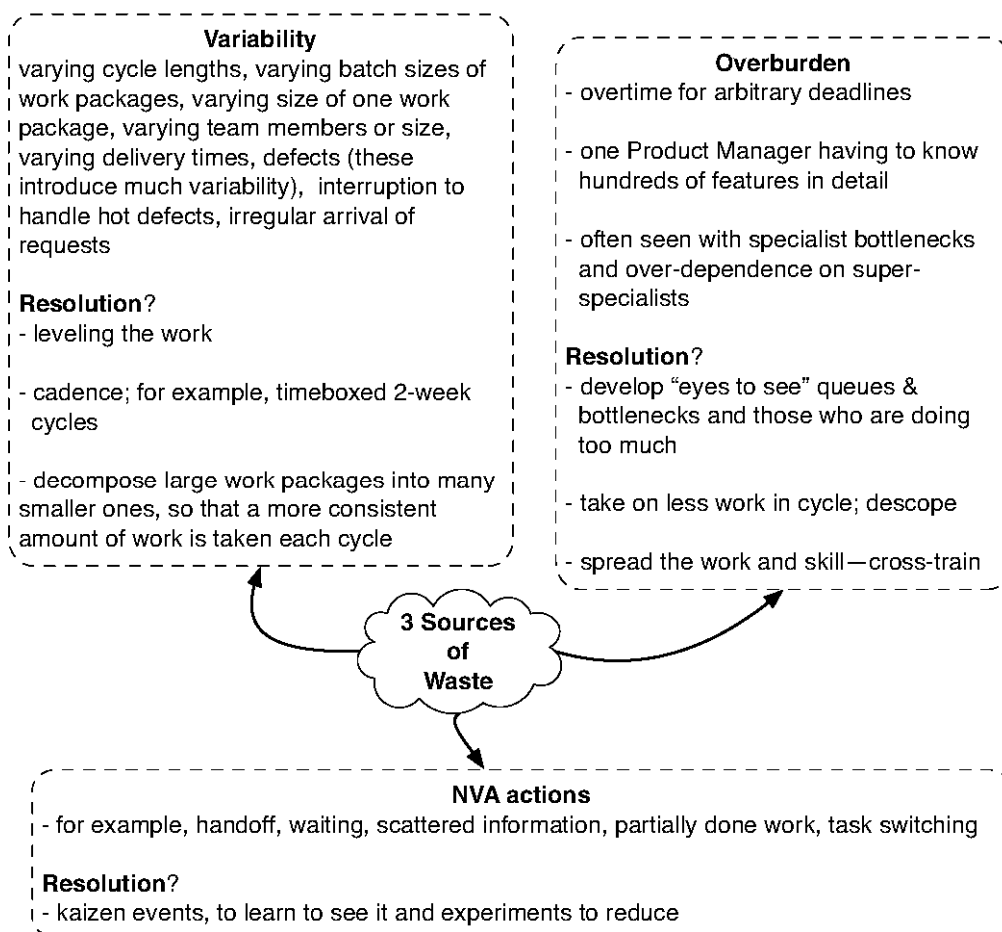 Variability
varying cycle lengths, varying batch sizes of
work packages, varying size of one work
package, varying team members or size,
varying delivery times, defects (these
introduce much variability),  interruption to
handle hot defects, irregular arrival of
requests
Resolution?
- leveling the work
- cadence; for example, timeboxed 2-week
cycles
- decompose large work packages into many
smaller ones, so that a more consistent
amount of work is taken each cycle
Overburden
- overtime for arbitrary deadlines
- one Product Manager having to know
hundreds of features in detail
- often seen with specialist bottlenecks
and over-dependence on super-
specialists
Resolution?
- develop “eyes to see” queues &
bottlenecks and those who are doing
too much
- take on less work in cycle; descope
- spread the work and skill—cross-train
3 Sources
of
Waste
NVA actions
- for example, handoff, waiting, scattered information, partially done work, task switching
Resolution?
- kaizen events, to learn to see it and experiments to reduce